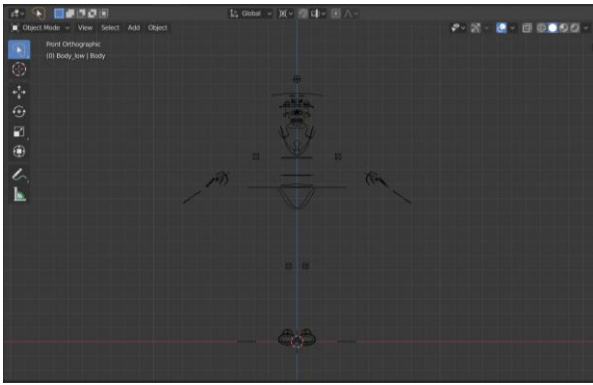 Global
Object Mode View Select Add Object
Front Orthographic
(0) Body_low | Body